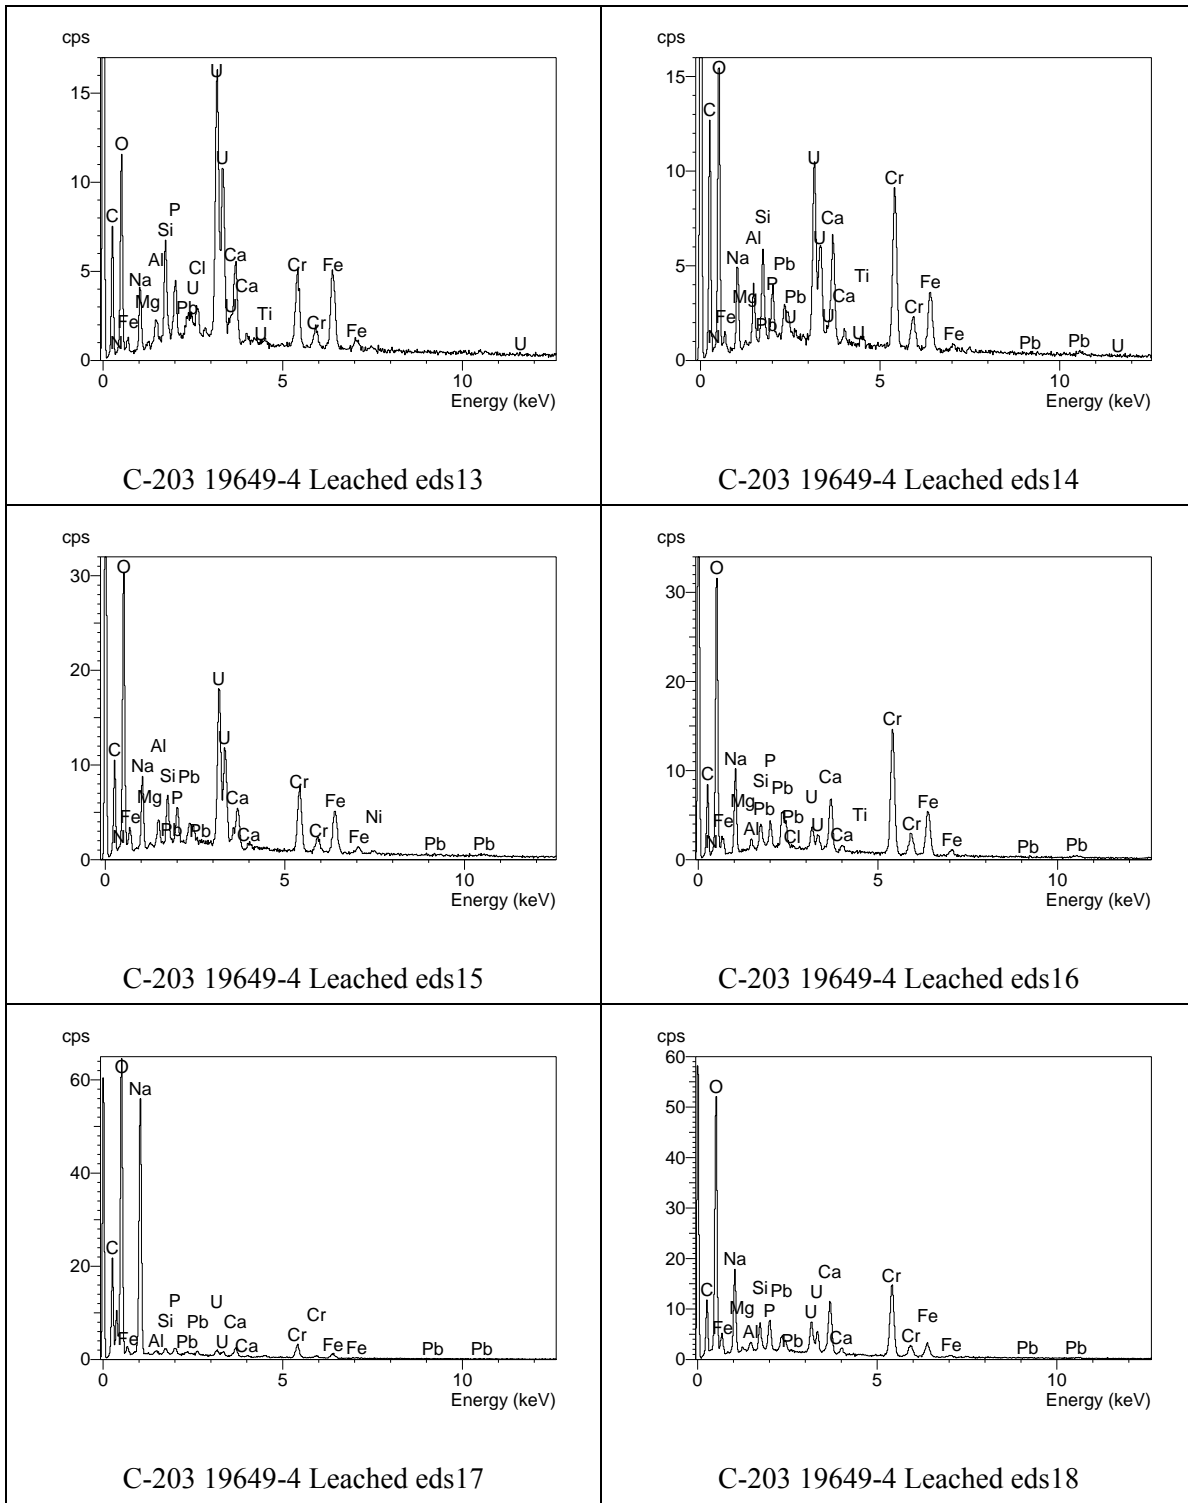 cps
15
10
5
0
U
O
U
C
P
Si
Al
Cl
Na
U
Mg
Pb
Fe
N
Ca
Ca
U
Ti
U
Cr
Cr
Fe
Fe
U
0 5 10
Energy (keV)
C-203 19649-4 Leached eds13
cps
15
10
5
0
O
C
U
Si
Al
Na
Pb
Mg
P
Pb
Pb
U
Fe
N
U
Ca
Ca
U
Ti
U
Cr
Cr
Fe
Fe
Pb
Pb
U
0 5 10
Energy (keV)
C-203 19649-4 Leached eds14
cps
30
20
10
0
O
C
U
U
Al
Na
Si
Pb
Mg
P
Fe
N
Pb
Pb
Ca
Ca
Cr
Cr
Fe
Fe
Ni
Pb
Pb
0 5 10
Energy (keV)
C-203 19649-4 Leached eds15
cps
30
20
10
0
O
C
Na
P
Si
Pb
Mg
Pb
Pb
Fe
N
Al
Cl
U
U
Ca
Ca
Ti
Cr
Cr
Fe
Fe
Pb
Pb
0 5 10
Energy (keV)
C-203 19649-4 Leached eds16
cps
60
40
20
0
O
Na
C
P
Si
Pb
Fe
Al
Pb
U
U
Ca
Ca
Cr
Cr
Fe
Fe
Pb
Pb
0 5 10
Energy (keV)
C-203 19649-4 Leached eds17
cps
60
50
40
30
20
10
0
O
Na
C
Si
Pb
Mg
P
Fe
Al
Pb
U
U
Ca
Ca
Cr
Cr
Fe
Fe
Pb
Pb
0 5 10
Energy (keV)
C-203 19649-4 Leached eds18